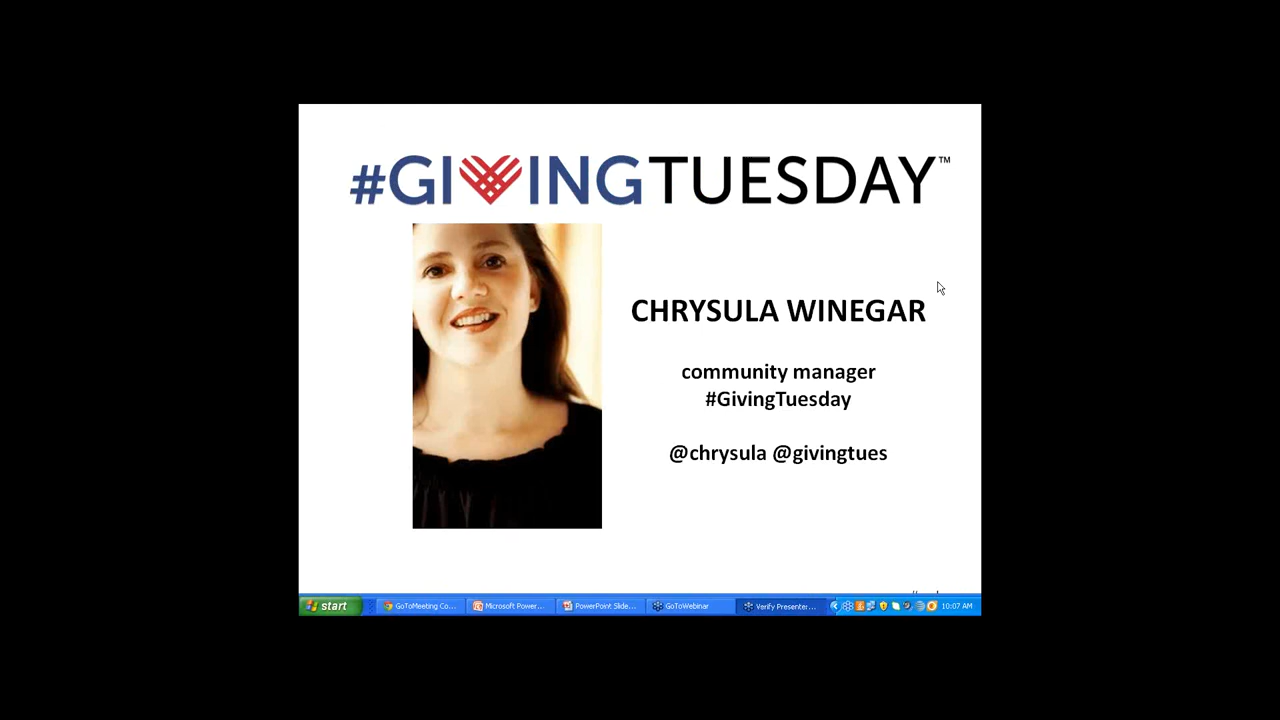 #GIVINGTUESDAY™
CHRYSULA WINEGAR
community manager
#GivingTuesday
@chrysula @givingtues
start
GoToMeeting Co...
Microsoft Power...
PowerPoint Slide...
GoToWebinar
Verify Presenter...
10:07 AM